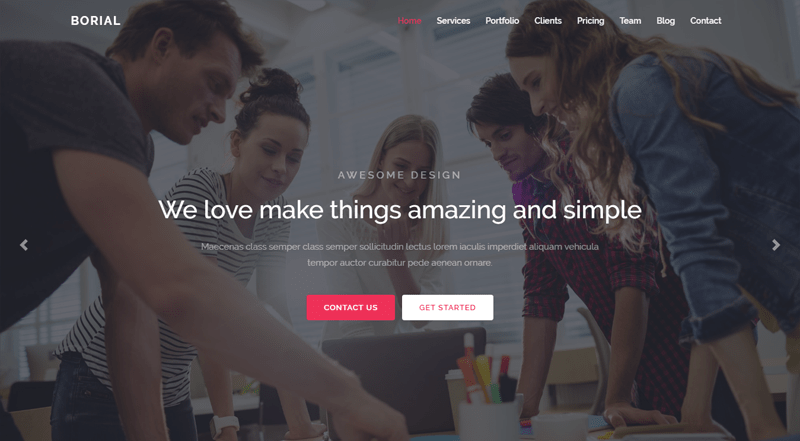 BORIAL
Home Services Portfolio Clients Pricing Team Blog Contact
AWESOME DESIGN
We love make things amazing and simple
Maecenas class semper class semper sollicitudin lectus lorem iaculis imperdiet aliquam vehicula
tempor auctor curabitur pede aenean ornare.
CONTACT US
GET STARTED